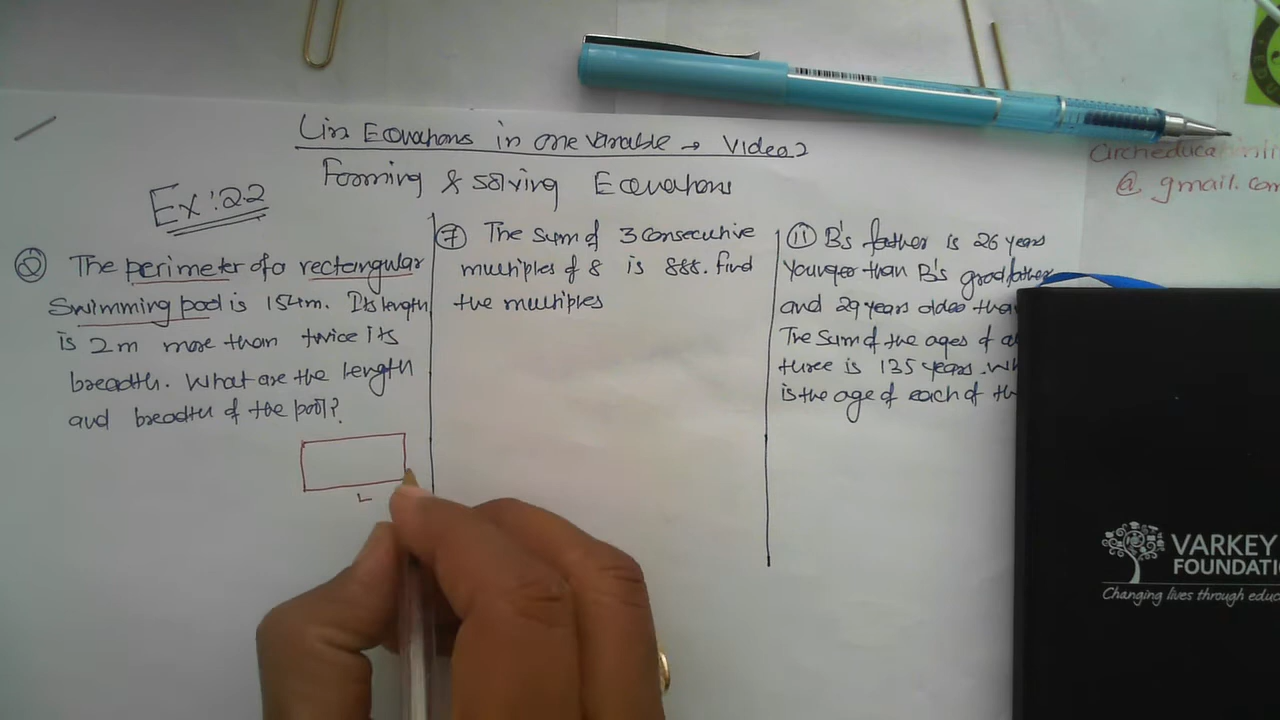 Lin Equations in one variable → Video 2
Forming & solving Equations
Ex: 2.2
② The perimeter of a rectangular
swimming pool is 154m. Its length
is 2m more than twice its
breadth. What are the length
and breadth of the pool?
L
⑦ The sum of 3 consecutive
multiples of 8 is 888. find
the multiples
⑪ B's father is 26 years
younger than B's grodfather
and 29 years older tha
The sum of the ages of a
three is 135 years. Wh
is the age of each of th
@ gmail.com
VARKEY
FOUNDATI
Changing lives through educ